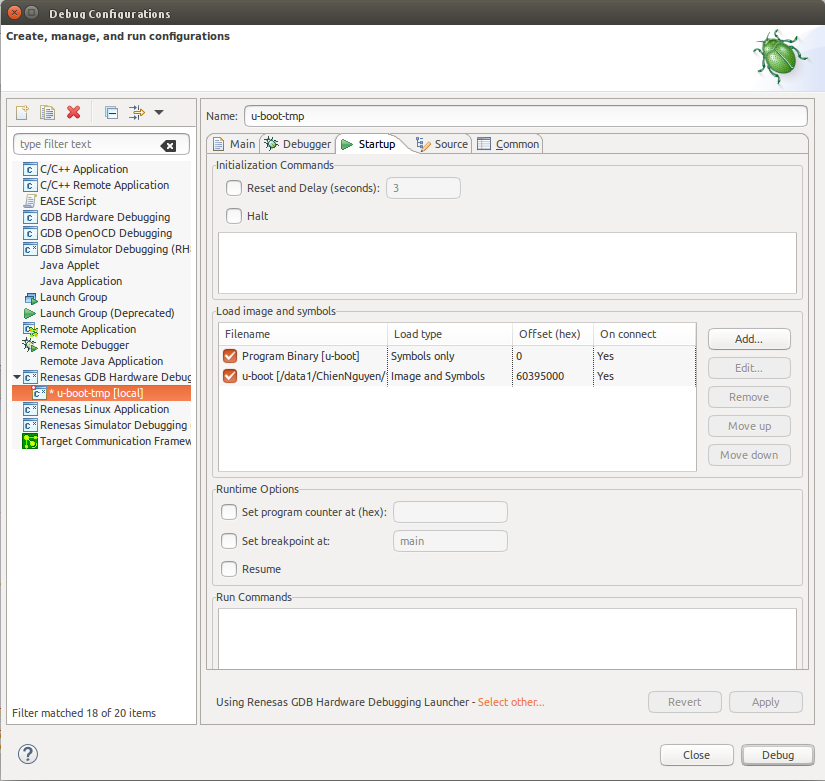 Debug Configurations
Create, manage, and run configurations
type filter text
C/C++ Application
C/C++ Remote Application
EASE Script
GDB Hardware Debugging
GDB OpenOCD Debugging
GDB Simulator Debugging (RH8
Java Applet
Java Application
Launch Group
Launch Group (Deprecated)
Remote Application
Remote Debugger
Remote Java Application
Renesas GDB Hardware Debug
* u-boot-tmp [local]
Renesas Linux Application
Renesas Simulator Debugging
Target Communication Framew
Filter matched 18 of 20 items
Name: u-boot-tmp
Main Debugger Startup Source Common
Initialization Commands
Reset and Delay (seconds): 3
Halt
Load image and symbols
Filename Load type Offset (hex) On connect
Program Binary [u-boot] Symbols only 0 Yes
u-boot [/data1/ChienNguyen/ Image and Symbols 60395000 Yes
Add...
Edit...
Remove
Move up
Move down
Runtime Options
Set program counter at (hex):
Set breakpoint at: main
Resume
Run Commands
Using Renesas GDB Hardware Debugging Launcher - Select other...
Revert Apply
? Close Debug